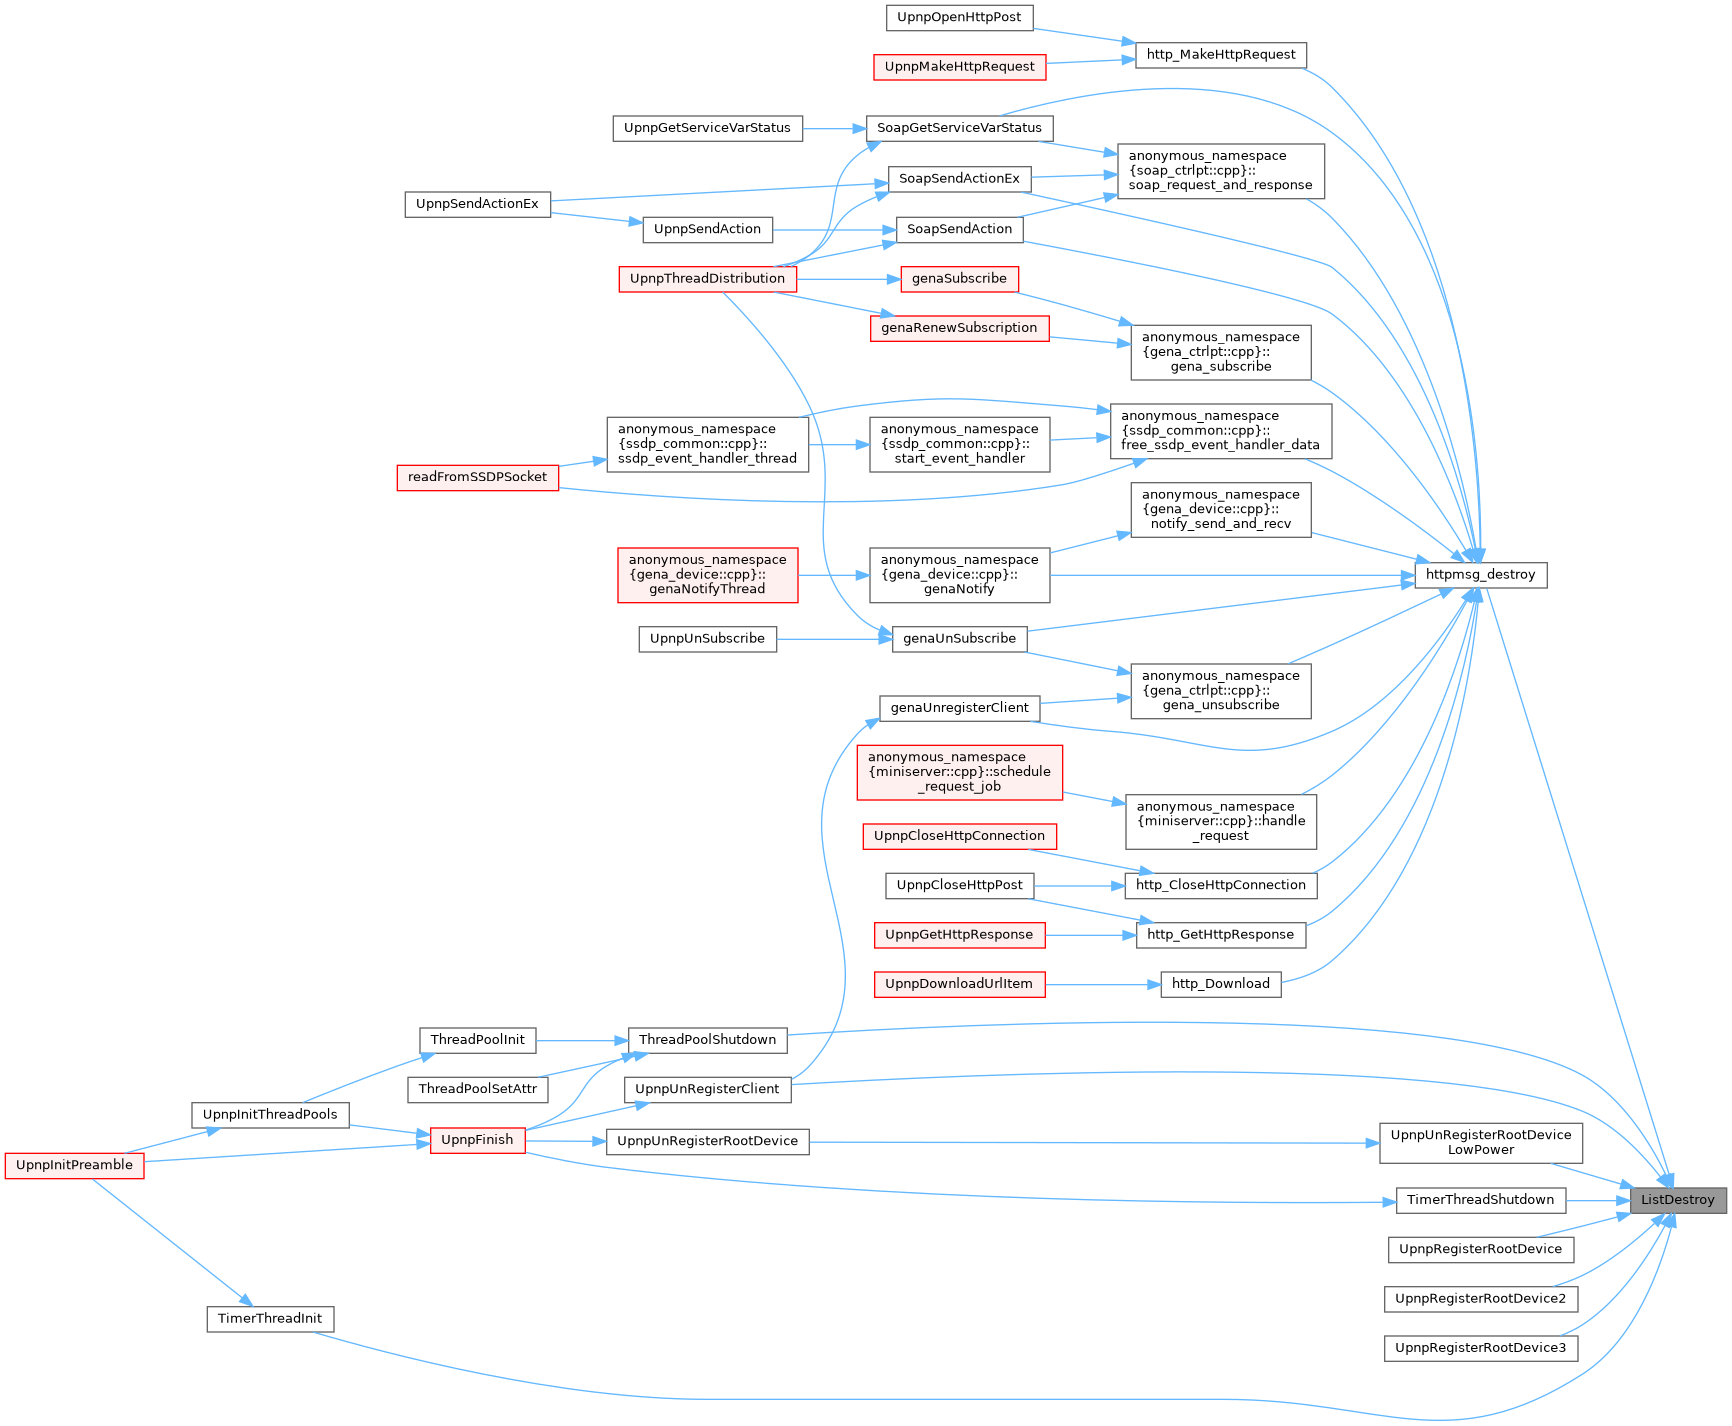 UpnpOpenHttpPost
http_MakeHttpRequest
UpnpMakeHttpRequest
UpnpGetServiceVarStatus
SoapGetServiceVarStatus
anonymous_namespace
{soap_ctrlpt::cpp}::
soap_request_and_response
SoapSendActionEx
UpnpSendActionEx
UpnpSendAction
SoapSendAction
UpnpThreadDistribution
genaSubscribe
genaRenewSubscription
anonymous_namespace
{gena_ctrlpt::cpp}::
gena_subscribe
anonymous_namespace
{ssdp_common::cpp}::
free_ssdp_event_handler_data
anonymous_namespace
{ssdp_common::cpp}::
ssdp_event_handler_thread
anonymous_namespace
{ssdp_common::cpp}::
start_event_handler
readFromSSDPSocket
anonymous_namespace
{gena_device::cpp}::
notify_send_and_recv
anonymous_namespace
{gena_device::cpp}::
genaNotifyThread
anonymous_namespace
{gena_device::cpp}::
genaNotify
httpmsg_destroy
UpnpUnSubscribe
genaUnSubscribe
anonymous_namespace
{gena_ctrlpt::cpp}::
gena_unsubscribe
genaUnregisterClient
anonymous_namespace
{miniserver::cpp}::schedule
_request_job
anonymous_namespace
{miniserver::cpp}::handle
_request
UpnpCloseHttpConnection
UpnpCloseHttpPost
http_CloseHttpConnection
UpnpGetHttpResponse
http_GetHttpResponse
UpnpDownloadUrlItem
http_Download
ThreadPoolInit
ThreadPoolShutdown
ThreadPoolSetAttr
UpnpUnRegisterClient
UpnpInitThreadPools
UpnpFinish
UpnpUnRegisterRootDevice
UpnpUnRegisterRootDevice
LowPower
UpnpInitPreamble
TimerThreadShutdown
ListDestroy
UpnpRegisterRootDevice
UpnpRegisterRootDevice2
TimerThreadInit
UpnpRegisterRootDevice3